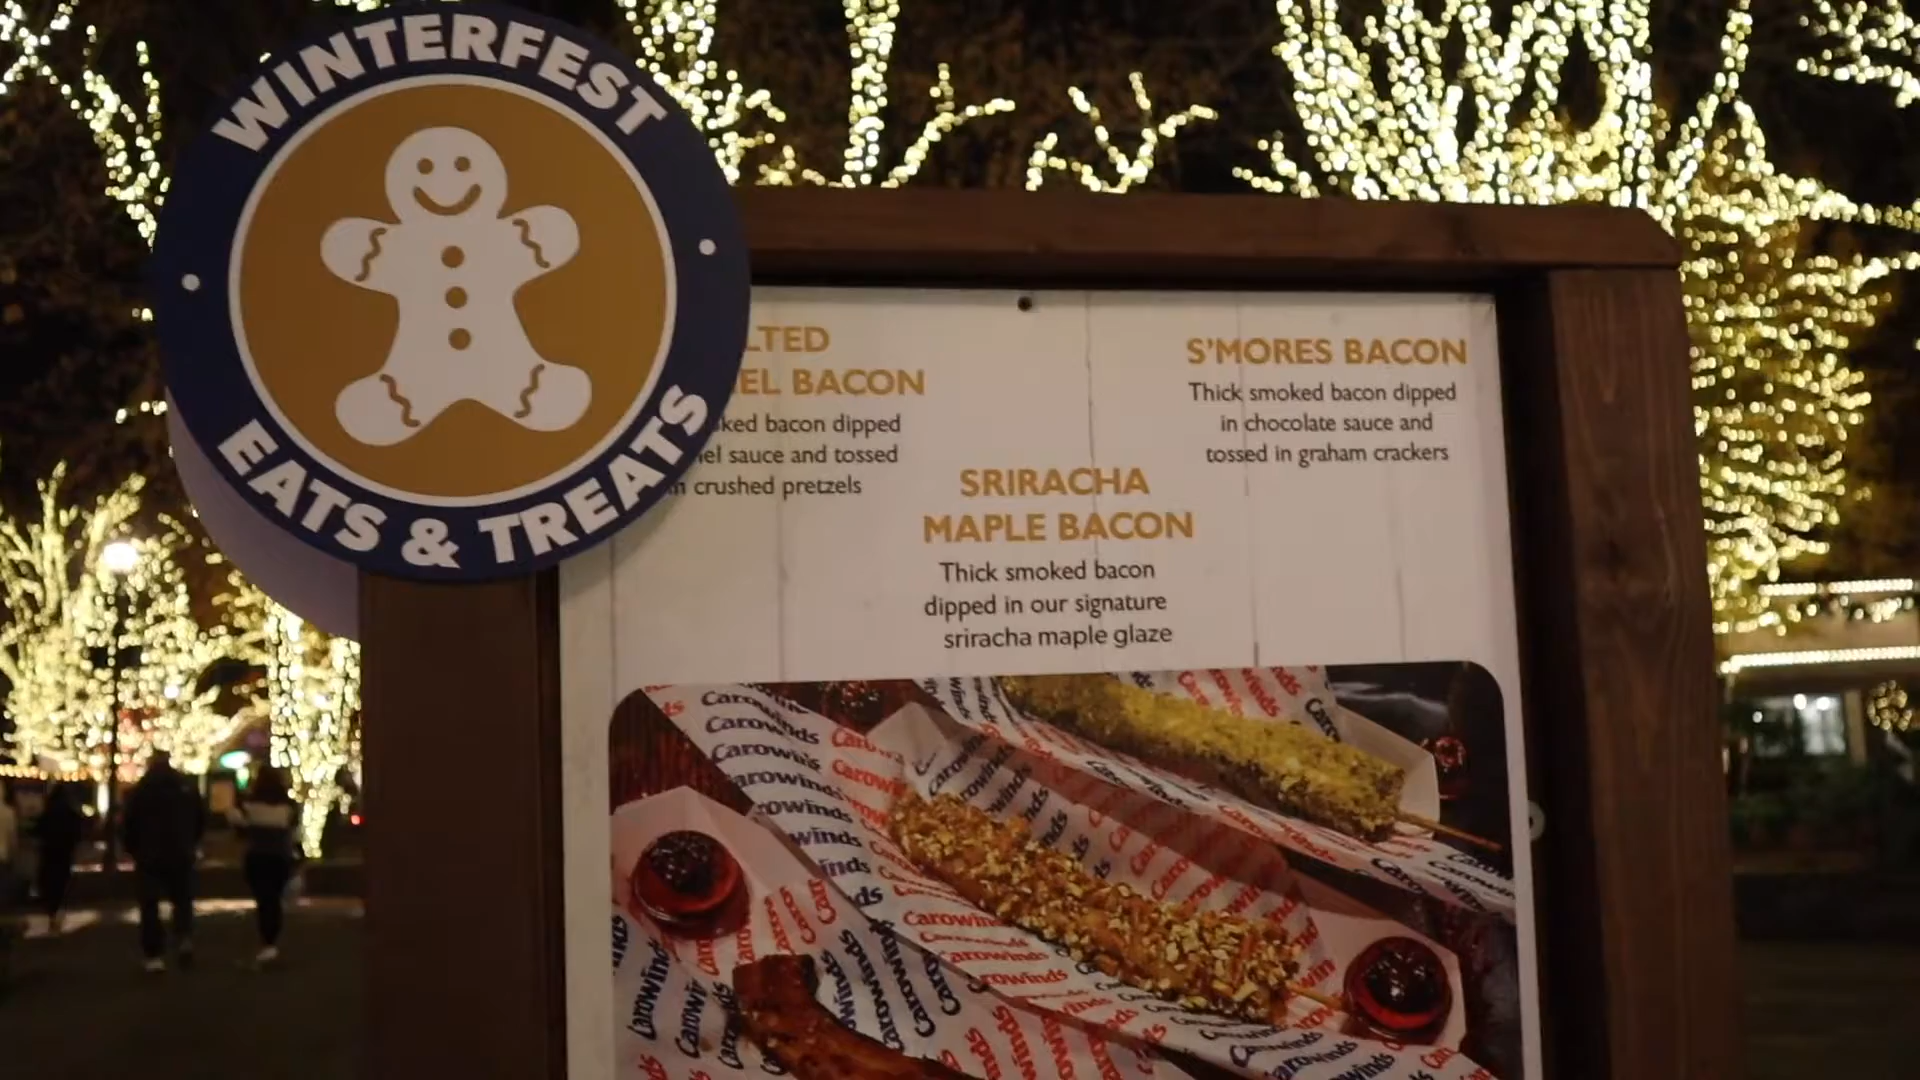 WINTERFEST
EATS & TREATS
LTED
EL BACON
ked bacon dipped
el sauce and tossed
crushed pretzels
S'MORES BACON
Thick smoked bacon dipped
in chocolate sauce and
tossed in graham crackers
SRIRACHA
MAPLE BACON
Thick smoked bacon
dipped in our signature
sriracha maple glaze
Carowinds
Carowinds
Carowinds